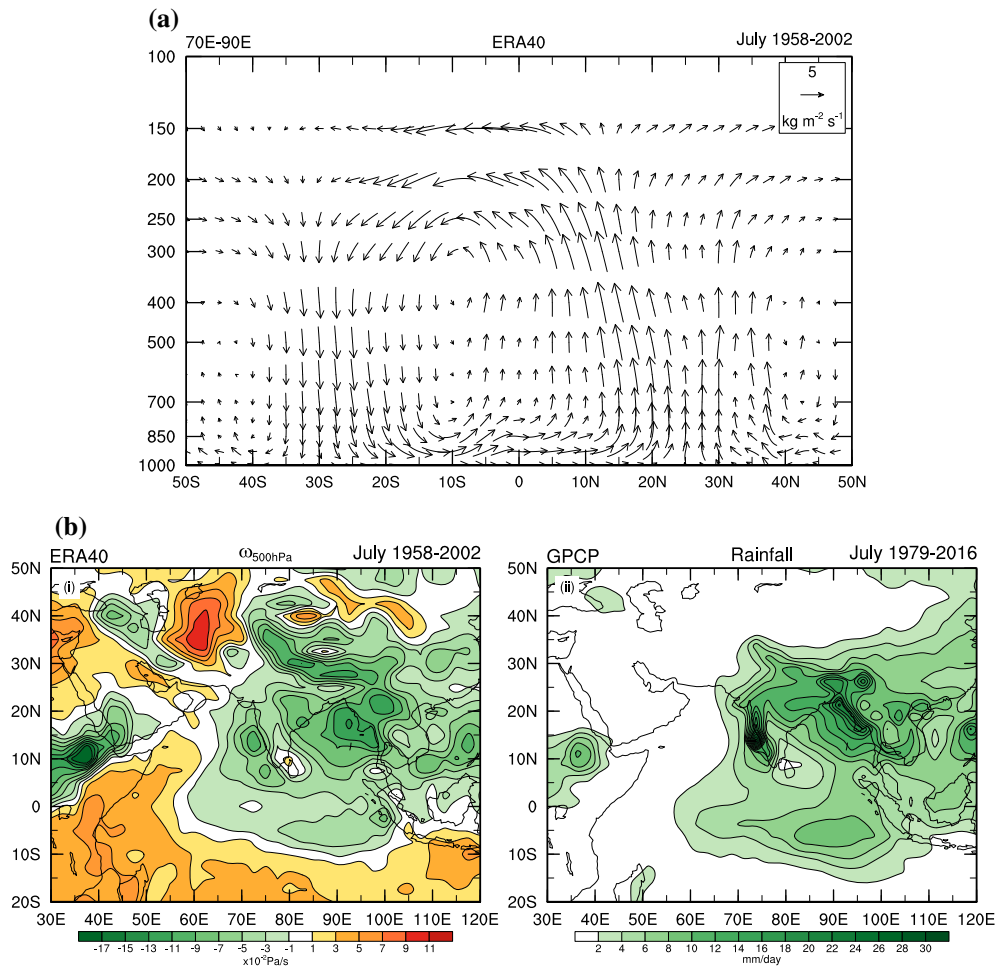 (a)
70E-90E ERA40 July 1958-2002
100
5
kg m⁻² s⁻¹
150
200
250
300
400
500
700
850
1000
50S 40S 30S 20S 10S 0 10N 20N 30N 40N 50N
(b)
ERA40 ω500hPa July 1958-2002
(i)
50N
40N
30N
20N
10N
0
10S
20S
30E 40E 50E 60E 70E 80E 90E 100E 110E 120E
-17 -15 -13 -11 -9 -7 -5 -3 -1 1 3 5 7 9 11
x10⁻²Pa/s
GPCP Rainfall July 1979-2016
(ii)
50N
40N
30N
20N
10N
0
10S
20S
30E 40E 50E 60E 70E 80E 90E 100E 110E 120E
2 4 6 8 10 12 14 16 18 20 22 24 26 28 30
mm/day